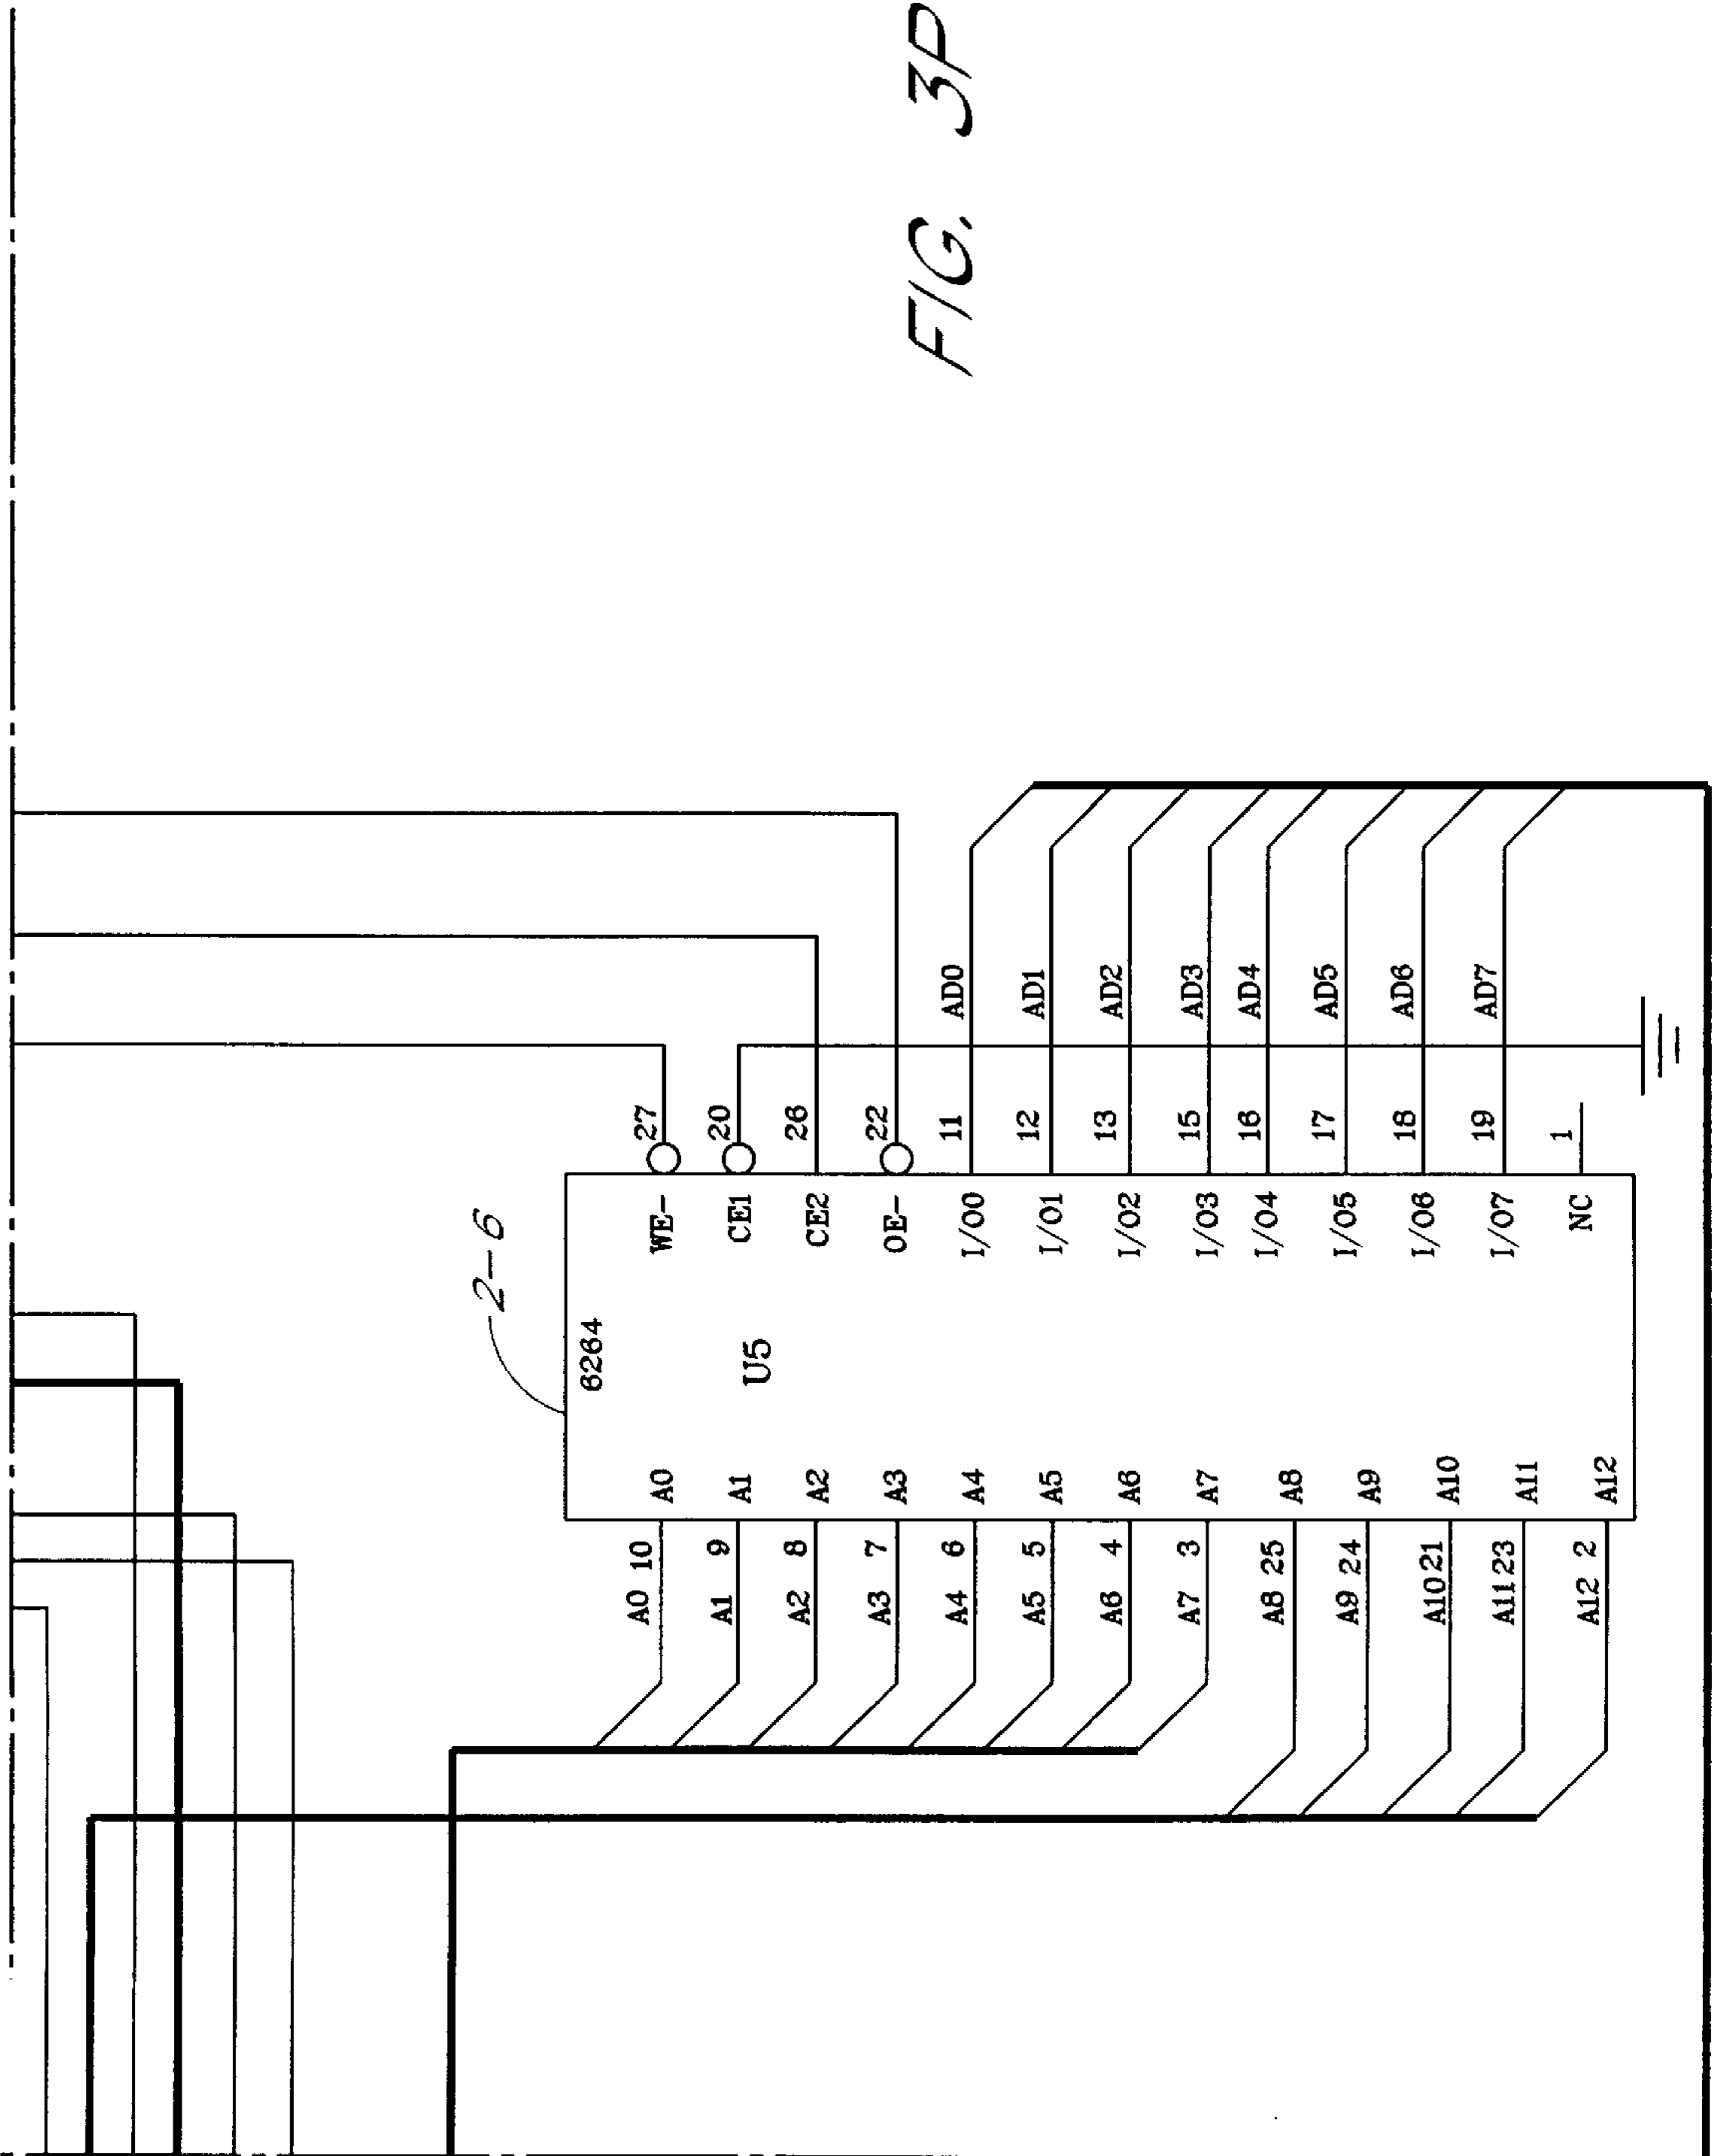 FIG. 3P
2-6
6264
U5
A0 10 A0
A1 9 A1
A2 8 A2
A3 7 A3
A4 6 A4
A5 5 A5
A6 4 A6
A7 3 A7
A8 25 A8
A9 24 A9
A10 21 A10
A11 23 A11
A12 2 A12
WE- 27
CE1 20
CE2 26
OE- 22
I/O0 11 AD0
I/O1 12 AD1
I/O2 13 AD2
I/O3 15 AD3
I/O4 16 AD4
I/O5 17 AD5
I/O6 18 AD6
I/O7 19 AD7
NC 1